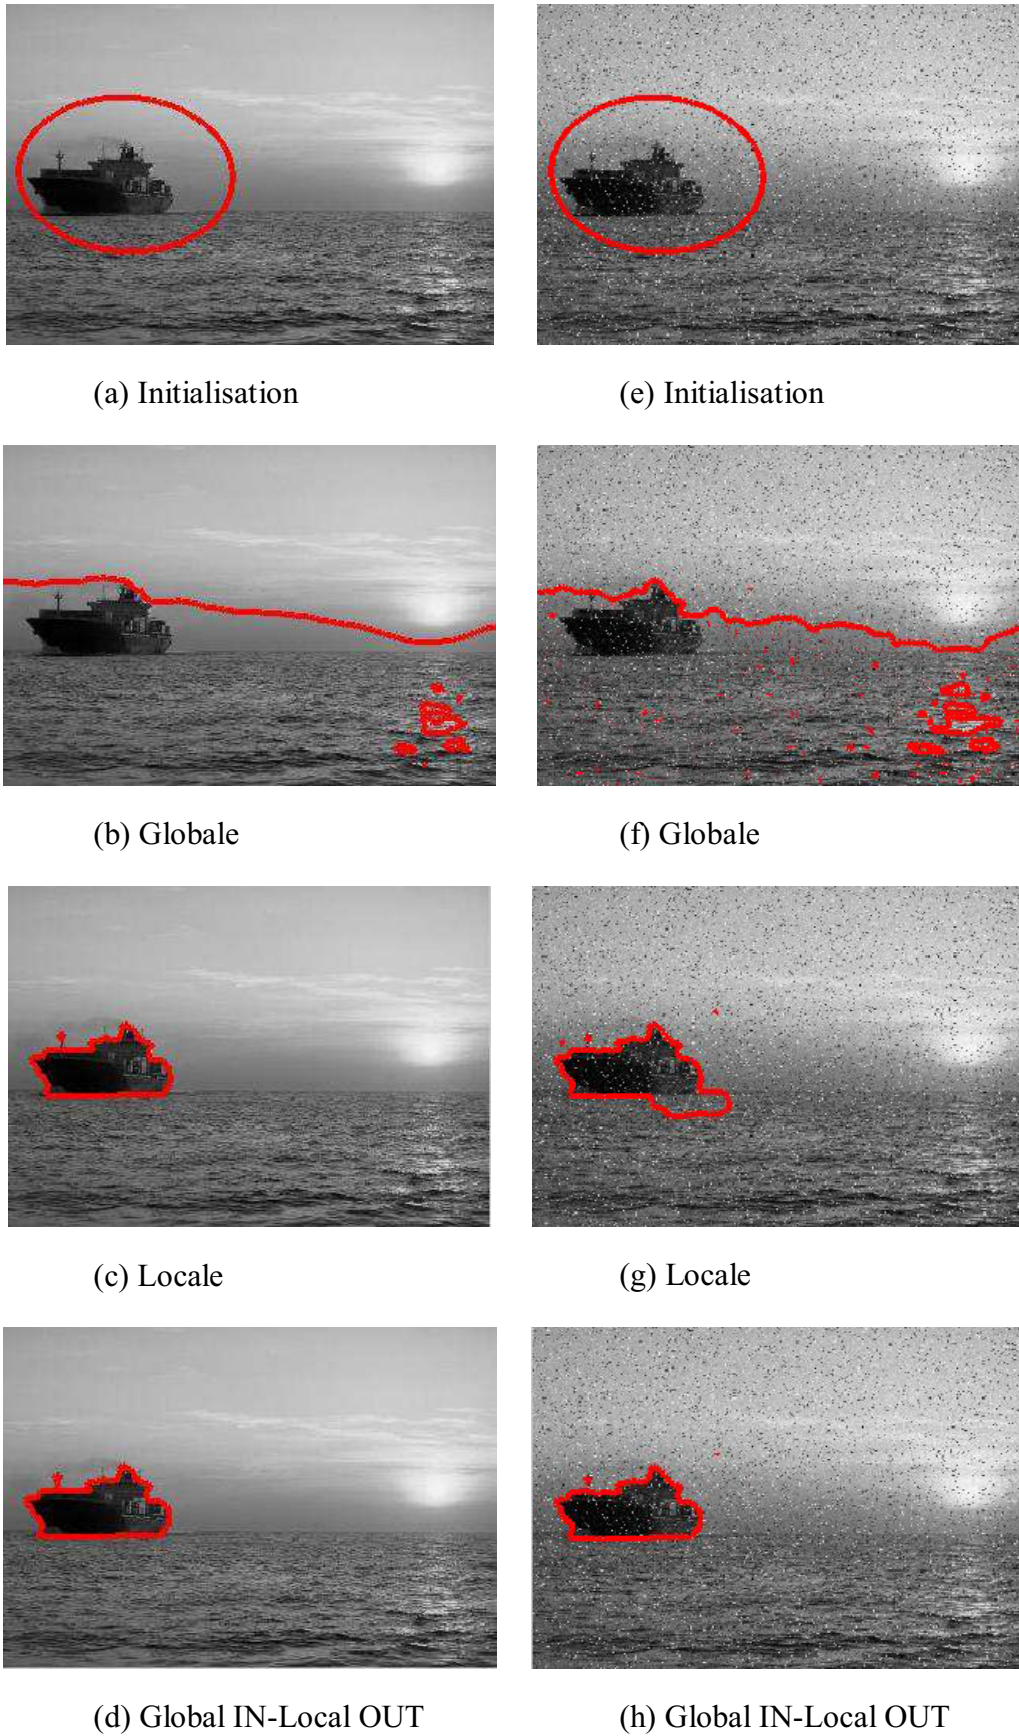 (a) Initialisation
(e) Initialisation
(b) Globale
(f) Globale
(c) Locale
(g) Locale
(d) Global IN-Local OUT
(h) Global IN-Local OUT